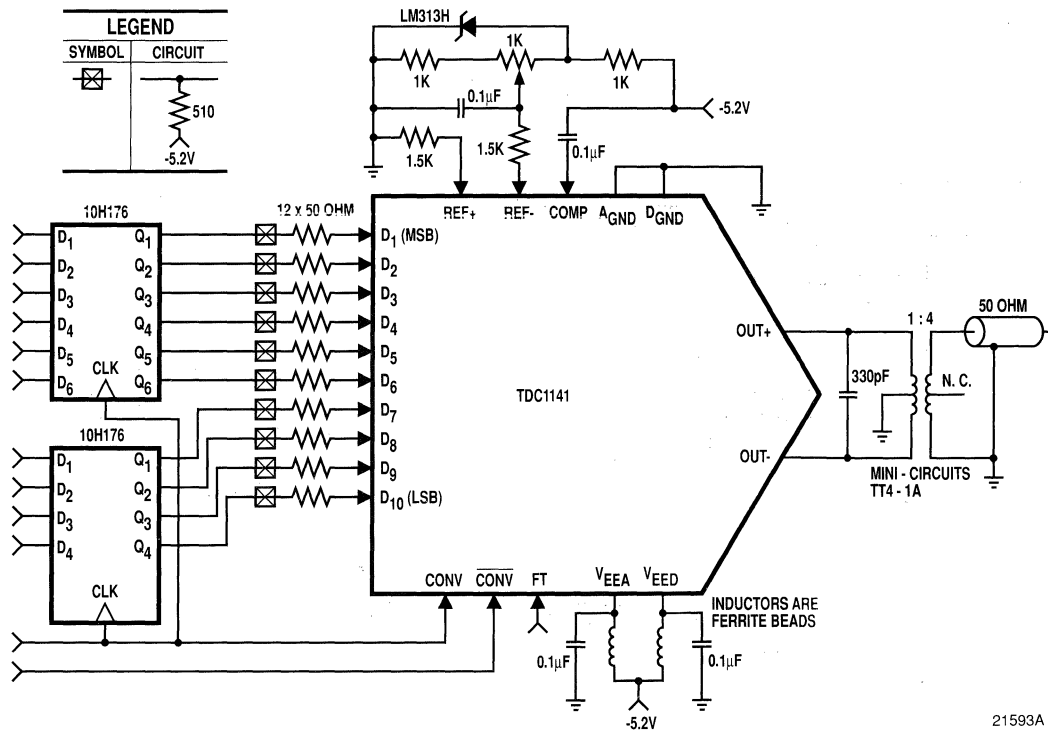 LEGEND
SYMBOL CIRCUIT
510
-5.2V
LM313H
1K
1K
1K
0.1µF
-5.2V
1.5K
1.5K
0.1µF
10H176
12 x 50 OHM
REF+ REF- COMP AGND DGND
D1 Q1
D2 Q2
D3 Q3
D4 Q4
D5 Q5
D6 Q6
CLK
D1 (MSB)
D2
D3
D4
D5
D6
D7
D8
D9
D10 (LSB)
TDC1141
OUT+
OUT-
330pF
1 : 4
50 OHM
N. C.
MINI - CIRCUITS
TT4 - 1A
10H176
D1 Q1
D2 Q2
D3 Q3
D4 Q4
CLK
CONV CONV FT VEEA VEED
INDUCTORS ARE
FERRITE BEADS
0.1µF
0.1µF
-5.2V
21593A